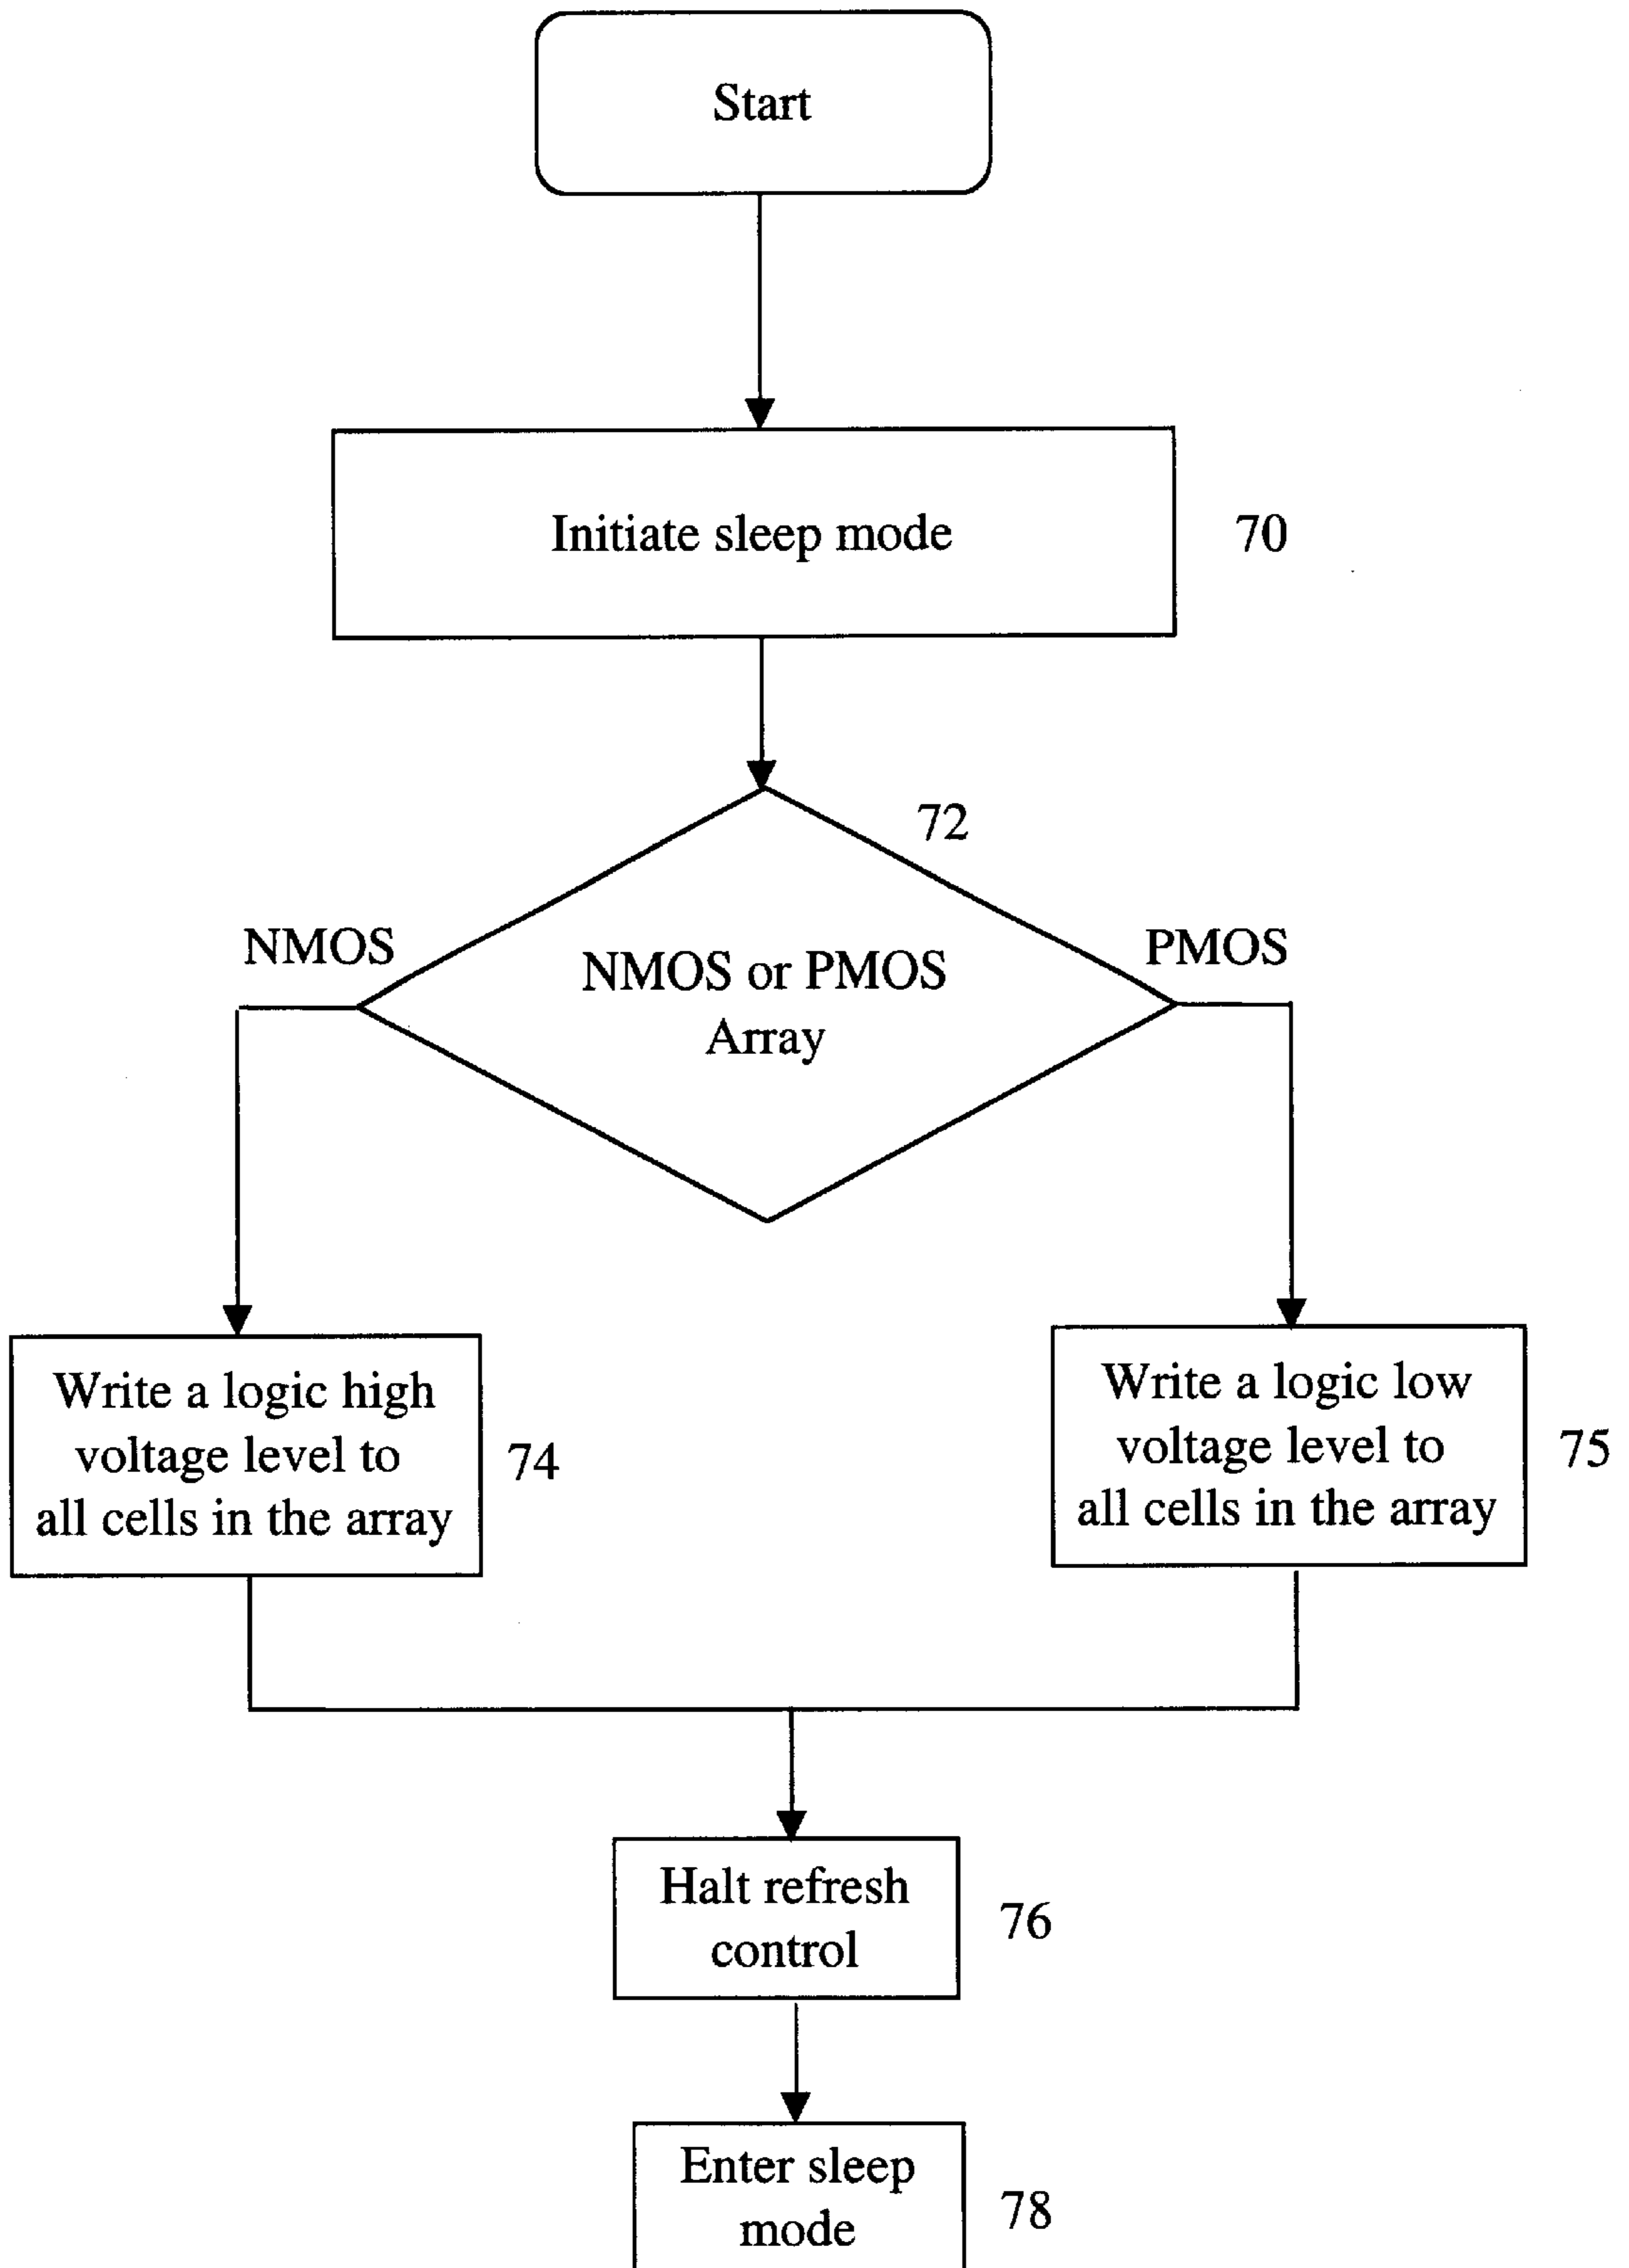 Start
Initiate sleep mode
70
72
NMOS
NMOS or PMOS
Array
PMOS
Write a logic high
voltage level to
all cells in the array
74
Write a logic low
voltage level to
all cells in the array
75
Halt refresh
control
76
Enter sleep
mode
78